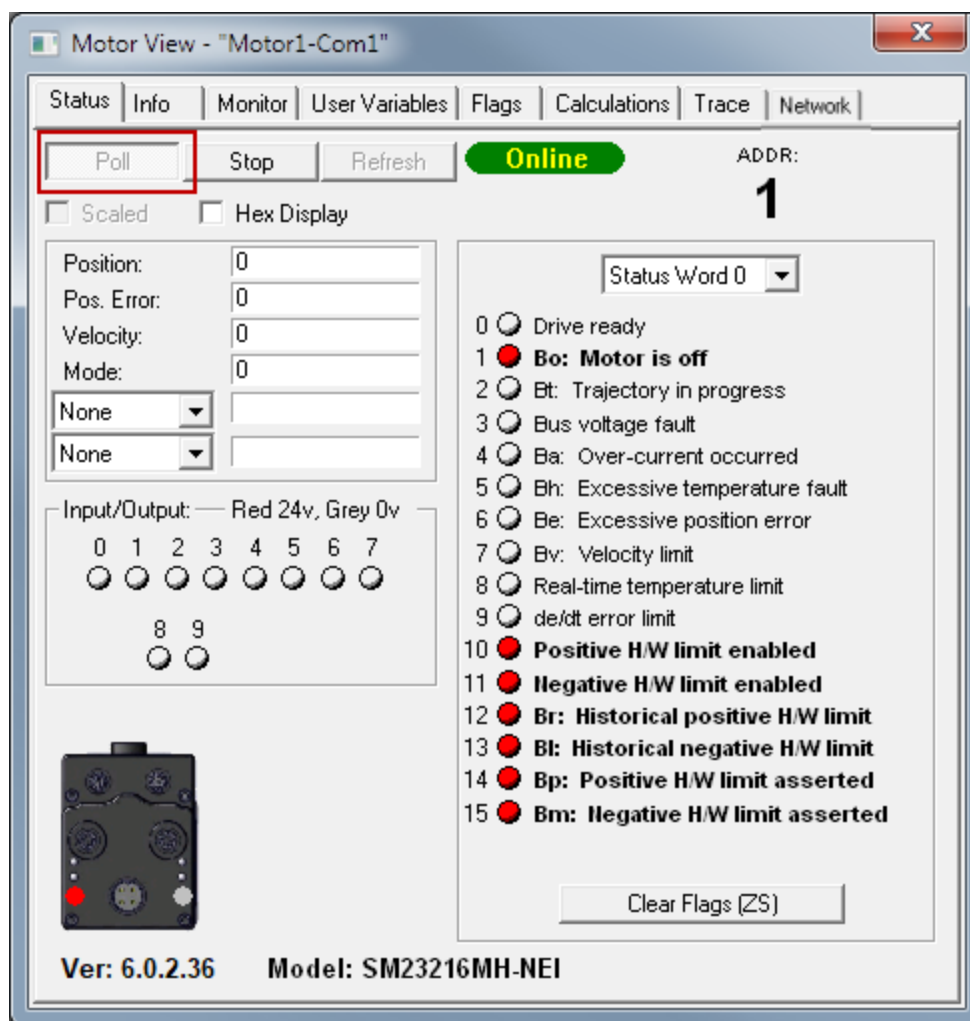 Motor View - "Motor1-Com1"
Status Info Monitor User Variables Flags Calculations Trace Network
Poll Stop Refresh Online ADDR:
1
Scaled Hex Display
Position: 0
Pos. Error: 0
Velocity: 0
Mode: 0
None
None
Input/Output: Red 24v, Grey 0v
0 1 2 3 4 5 6 7
8 9
Status Word 0
0 Drive ready
1 Bo: Motor is off
2 Bt: Trajectory in progress
3 Bus voltage fault
4 Ba: Over-current occurred
5 Bh: Excessive temperature fault
6 Be: Excessive position error
7 Bv: Velocity limit
8 Real-time temperature limit
9 de/dt error limit
10 Positive H/W limit enabled
11 Negative H/W limit enabled
12 Br: Historical positive H/W limit
13 Bl: Historical negative H/W limit
14 Bp: Positive H/W limit asserted
15 Bm: Negative H/W limit asserted
Clear Flags (ZS)
Ver: 6.0.2.36 Model: SM23216MH-NEI